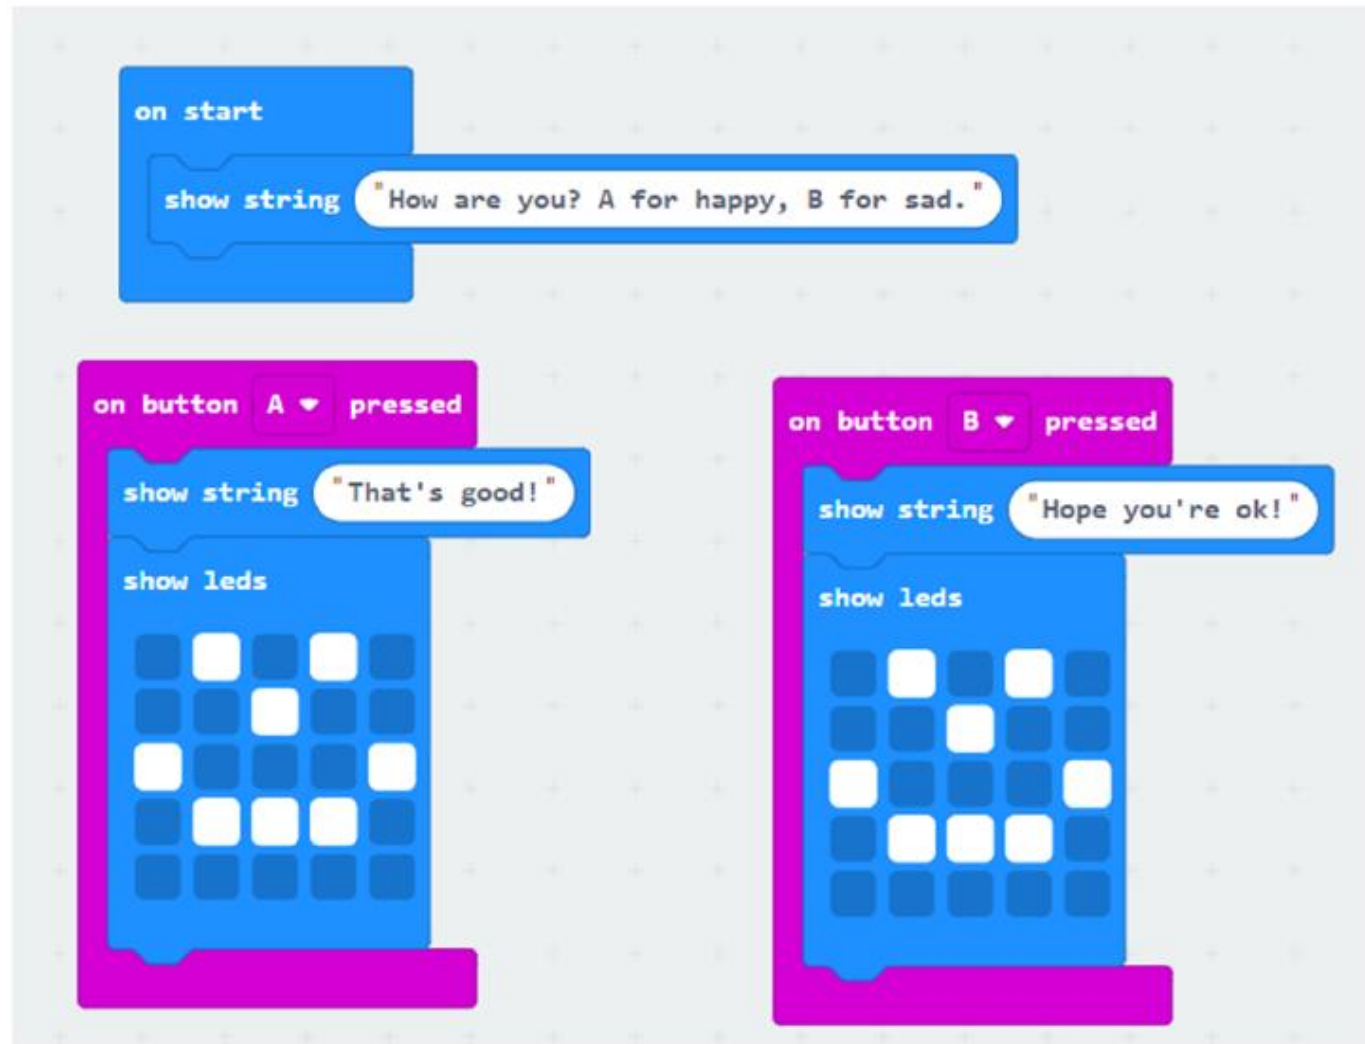 on start
show string "How are you? A for happy, B for sad."
on button A pressed
show string "That's good!"
show leds
on button B pressed
show string "Hope you're ok!"
show leds